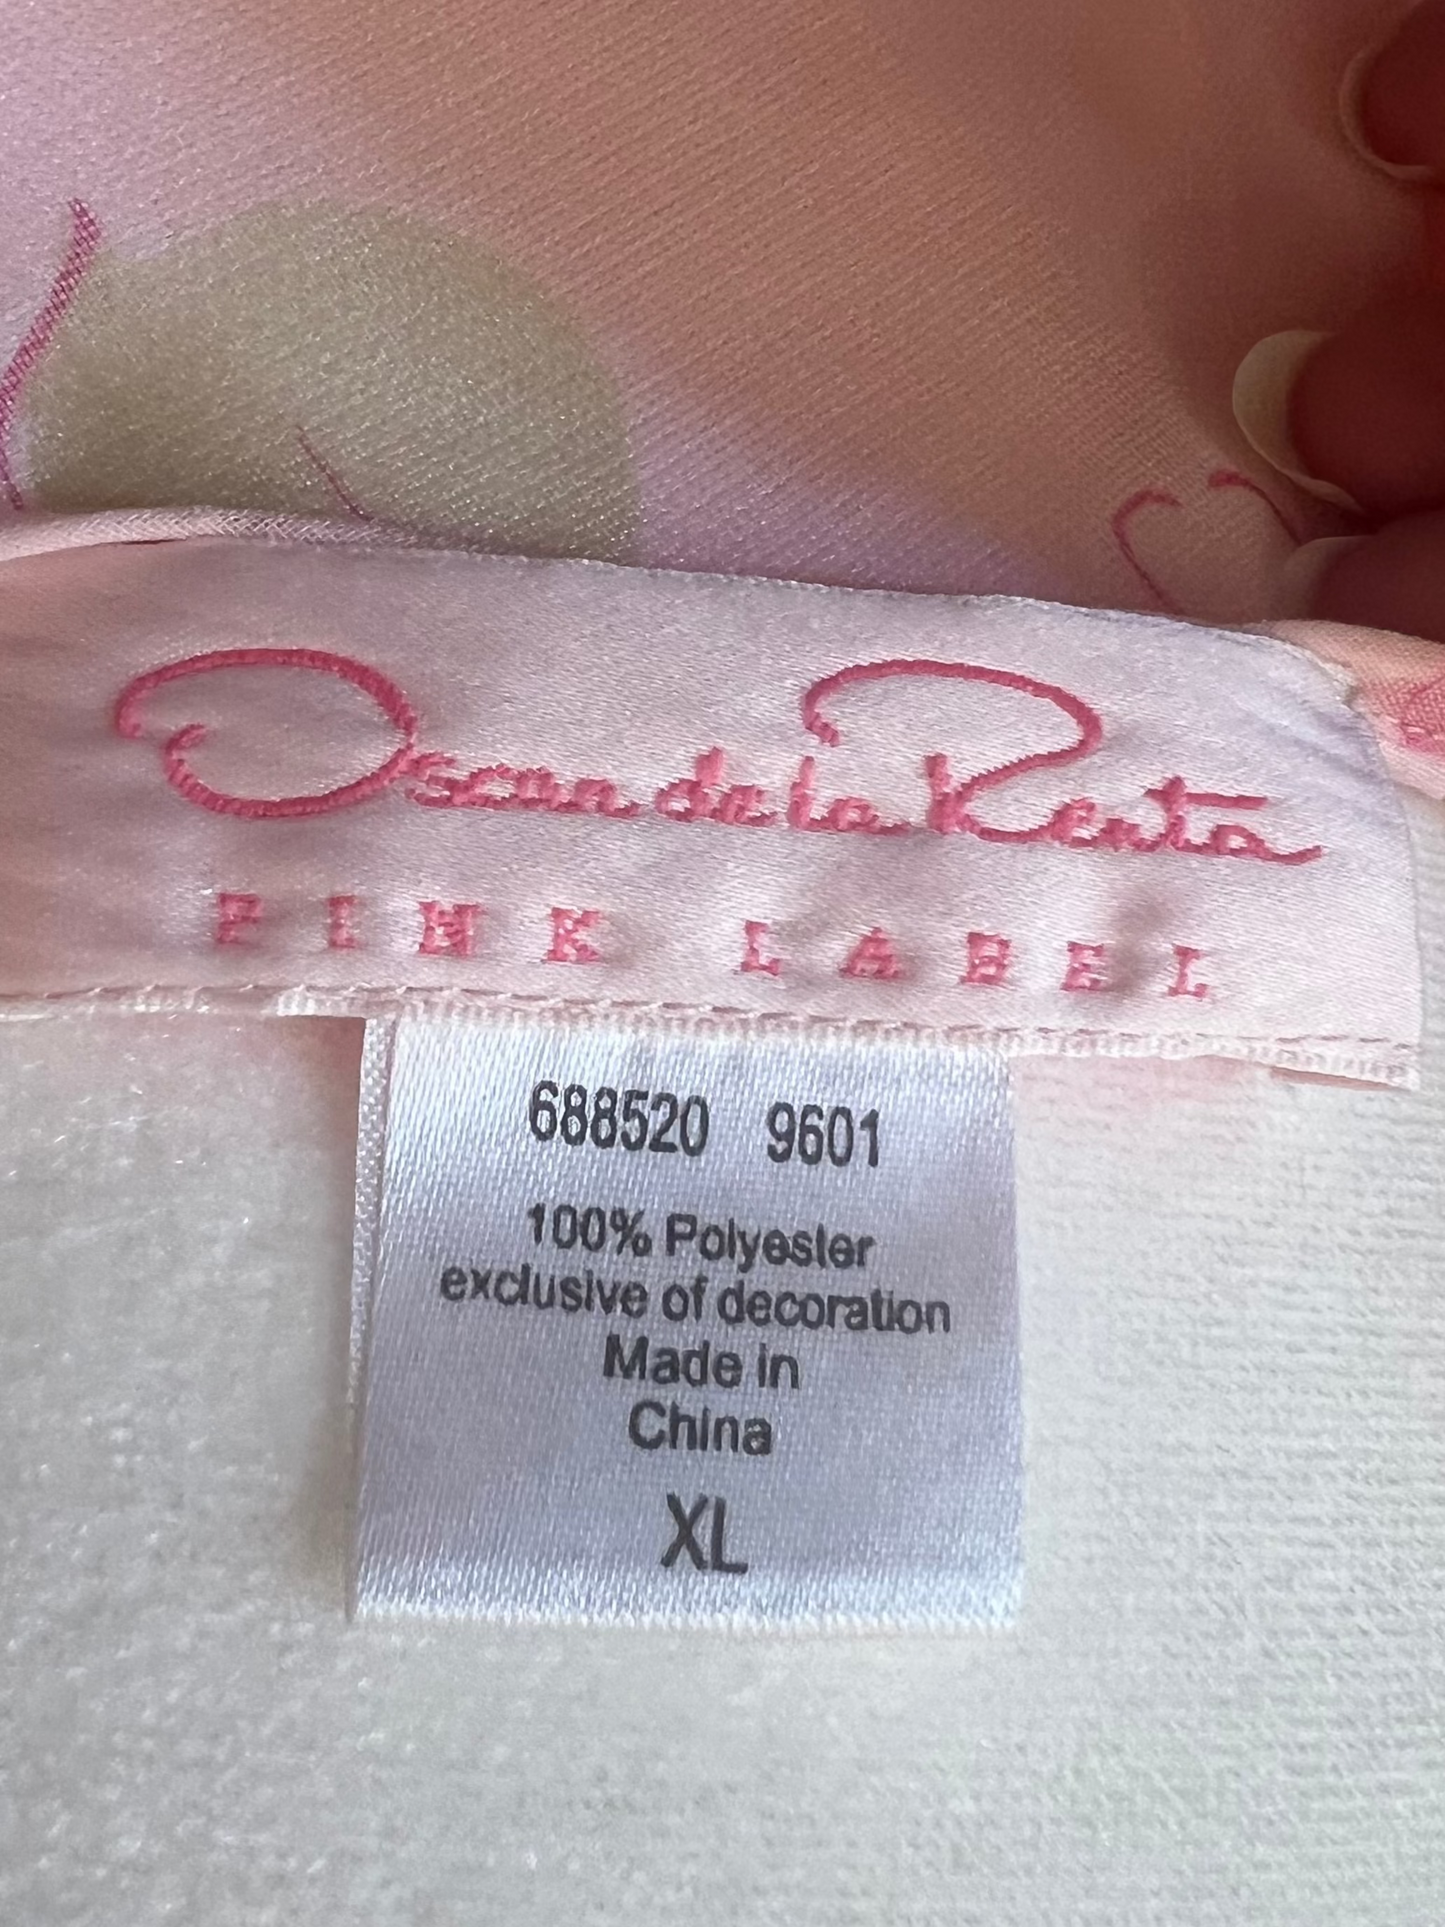 Oscar de la Renta
PINK LABEL
688520 9601
100% Polyester
exclusive of decoration
Made in
China
XL